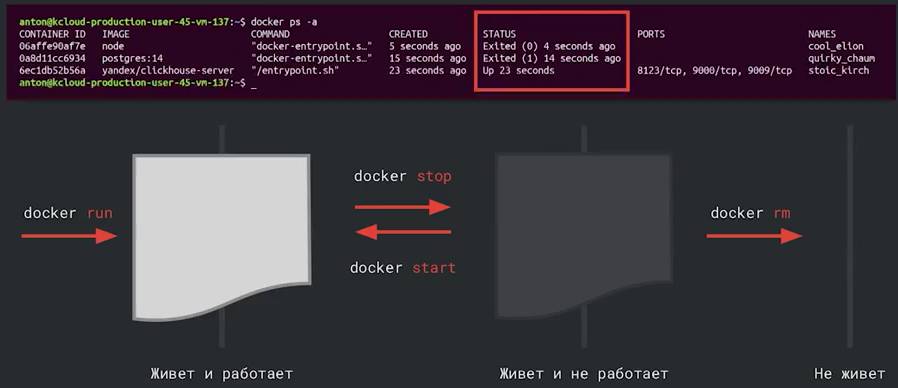 anton@kcloud-production-user-45-vm-137:~$ docker ps -a
CONTAINER ID IMAGE COMMAND CREATED STATUS PORTS NAMES
06affe90af7e node "docker-entrypoint.s…" 5 seconds ago Exited (0) 4 seconds ago cool_elion
0a8d11cc6934 postgres:14 "docker-entrypoint.s…" 15 seconds ago Exited (1) 14 seconds ago quirky_chaum
6ec1db52b56a yandex/clickhouse-server "/entrypoint.sh" 23 seconds ago Up 23 seconds 8123/tcp, 9000/tcp, 9009/tcp stoic_kirch
anton@kcloud-production-user-45-vm-137:~$ _
docker run
docker stop
docker start
docker rm
Живет и работает
Живет и не работает
Не живет